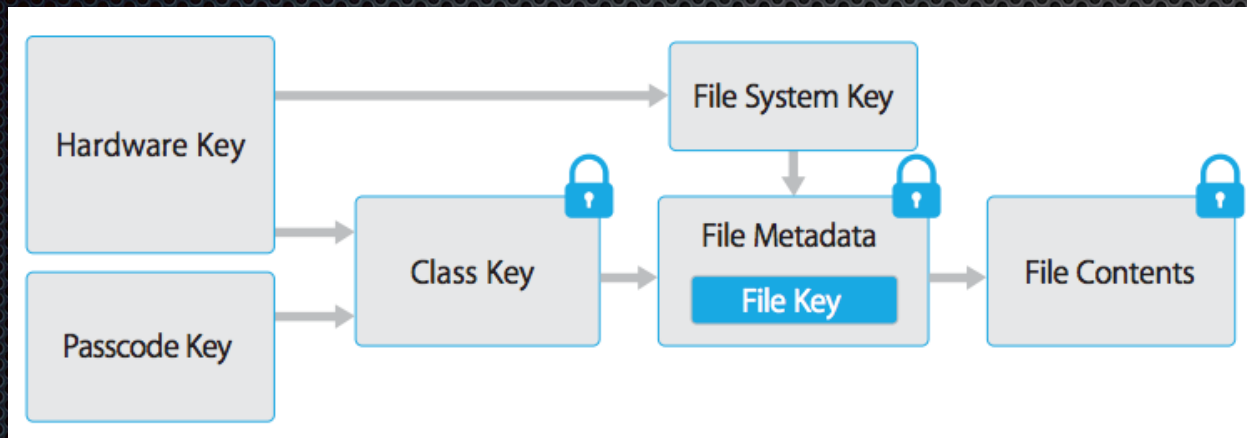 File System Key
Hardware Key
File Metadata
Class Key
File Contents
File Key
Passcode Key